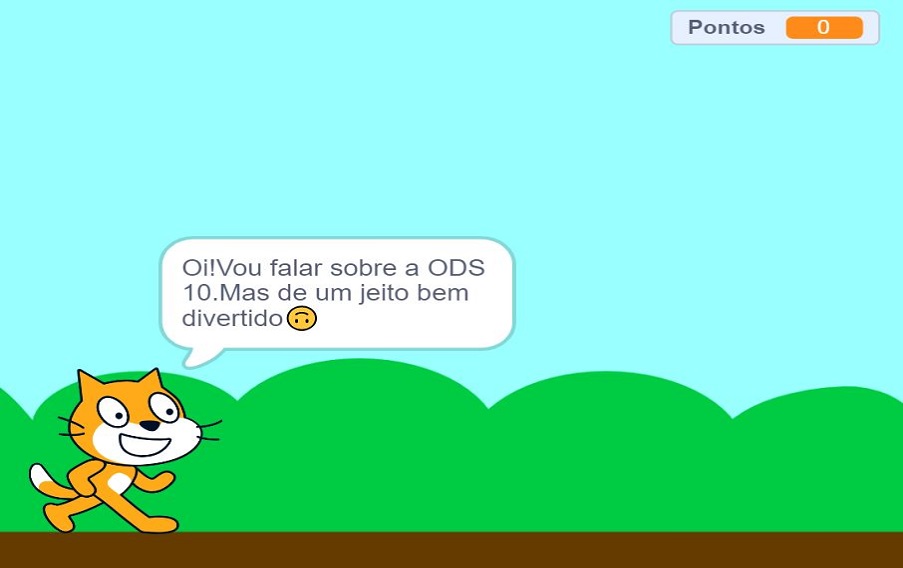 Pontos 0
Oi!Vou falar sobre a ODS
10.Mas de um jeito bem
divertido🙃